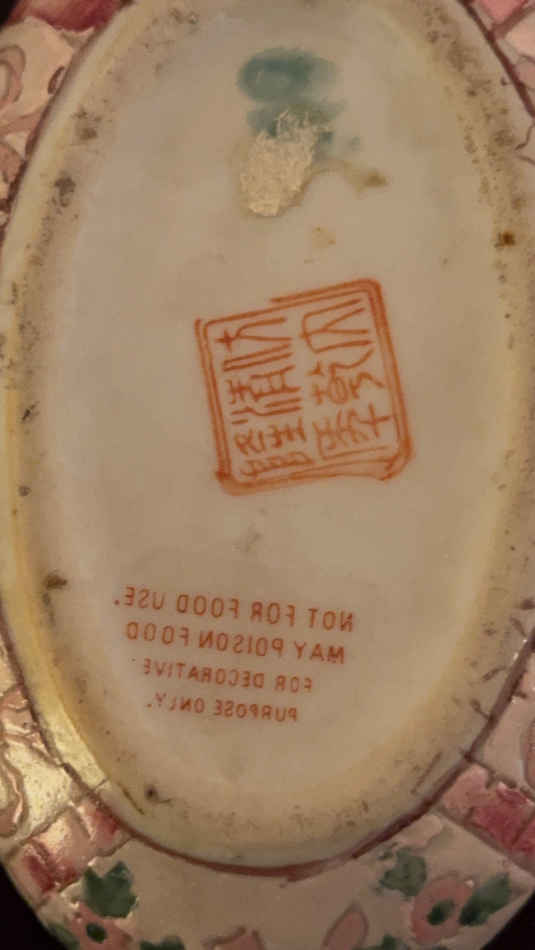 NOT FOR FOOD USE.
MAY POISON FOOD
FOR DECORATIVE
PURPOSE ONLY.